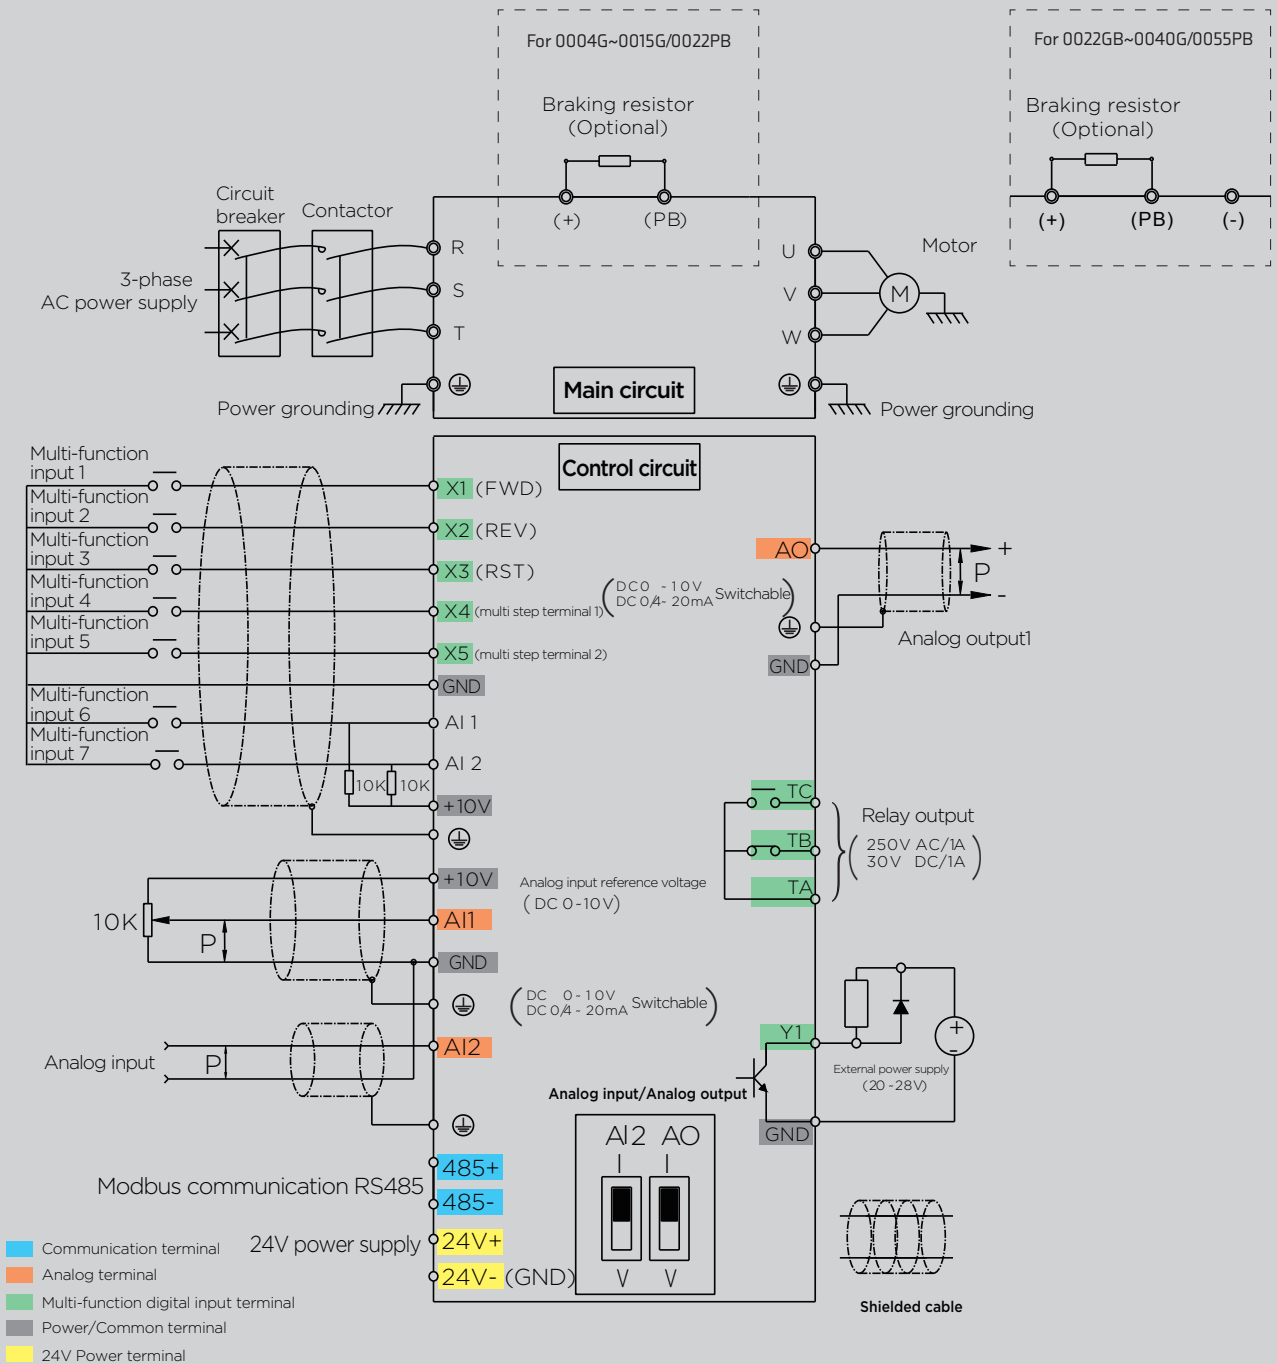 For 0004G~0015G/0022PB
For 0022GB~0040G/0055PB
Braking resistor
(Optional)
Braking resistor
(Optional)
(+)
(PB)
(+)
(PB)
(-)
Circuit
breaker
Contactor
3-phase
AC power supply
R
S
T
U
V
W
Motor
M
Main circuit
Power grounding
Power grounding
Control circuit
Multi-function
input 1
Multi-function
input 2
Multi-function
input 3
Multi-function
input 4
Multi-function
input 5
Multi-function
input 6
Multi-function
input 7
X1 (FWD)
X2 (REV)
X3 (RST)
X4 (multi step terminal 1)
X5 (multi step terminal 2)
GND
AI 1
AI 2
10K
10K
+10V
AO
(DC0 - 10V
DC 0/4- 20mA Switchable)
GND
+
P
-
Analog output1
TC
TB
TA
Relay output
(250V AC/1A
30V DC/1A)
+10V
Analog input reference voltage
(DC 0-10V)
10K
P
AI1
GND
(DC 0-10V
DC 0/4 - 20mA Switchable)
Analog input
P
AI2
Y1
GND
+
-
External power supply
(20 -28V)
Analog input/Analog output
AI2 AO
I I
V V
Modbus communication RS485
485+
485-
24V power supply
24V+
24V- (GND)
Shielded cable
Communication terminal
Analog terminal
Multi-function digital input terminal
Power/Common terminal
24V Power terminal